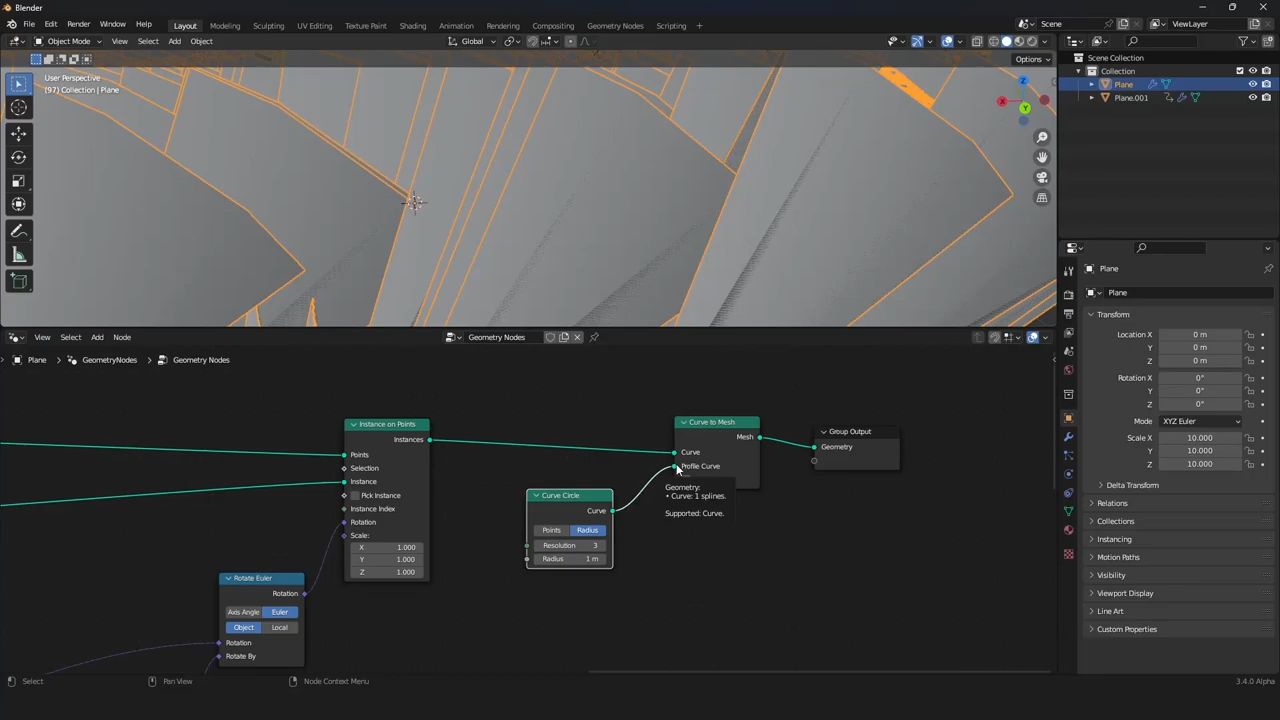 Blender
File Edit Render Window Help Layout Modeling Sculpting UV Editing Texture Paint Shading Animation Rendering Compositing Geometry Nodes Scripting Scene ViewLayer
Object Mode View Select Add Object Global
Options
User Perspective
(97) Collection | Plane
X
Y
Z
Scene Collection
Collection
Plane
Plane.001
View Select Add Node Geometry Nodes
Plane GeometryNodes Geometry Nodes
Instance on Points
Instances
Points
Selection
Instance
Pick Instance
Instance Index
Rotation
Scale:
X 1.000
Y 1.000
Z 1.000
Rotate Euler
Rotation
Axis Angle Euler
Object Local
Rotation
Rotate By
Curve Circle
Curve
Points Radius
Resolution 3
Radius 1 m
Curve to Mesh
Mesh
Curve
Profile Curve
Geometry:
• Curve: 1 splines.
Supported: Curve.
Group Output
Geometry
Plane
Plane
Transform
Location X 0 m
Y 0 m
Z 0 m
Rotation X 0°
Y 0°
Z 0°
Mode XYZ Euler
Scale X 10.000
Y 10.000
Z 10.000
Delta Transform
Relations
Collections
Instancing
Motion Paths
Visibility
Viewport Display
Line Art
Custom Properties
Select Pan View Node Context Menu 3.4.0 Alpha